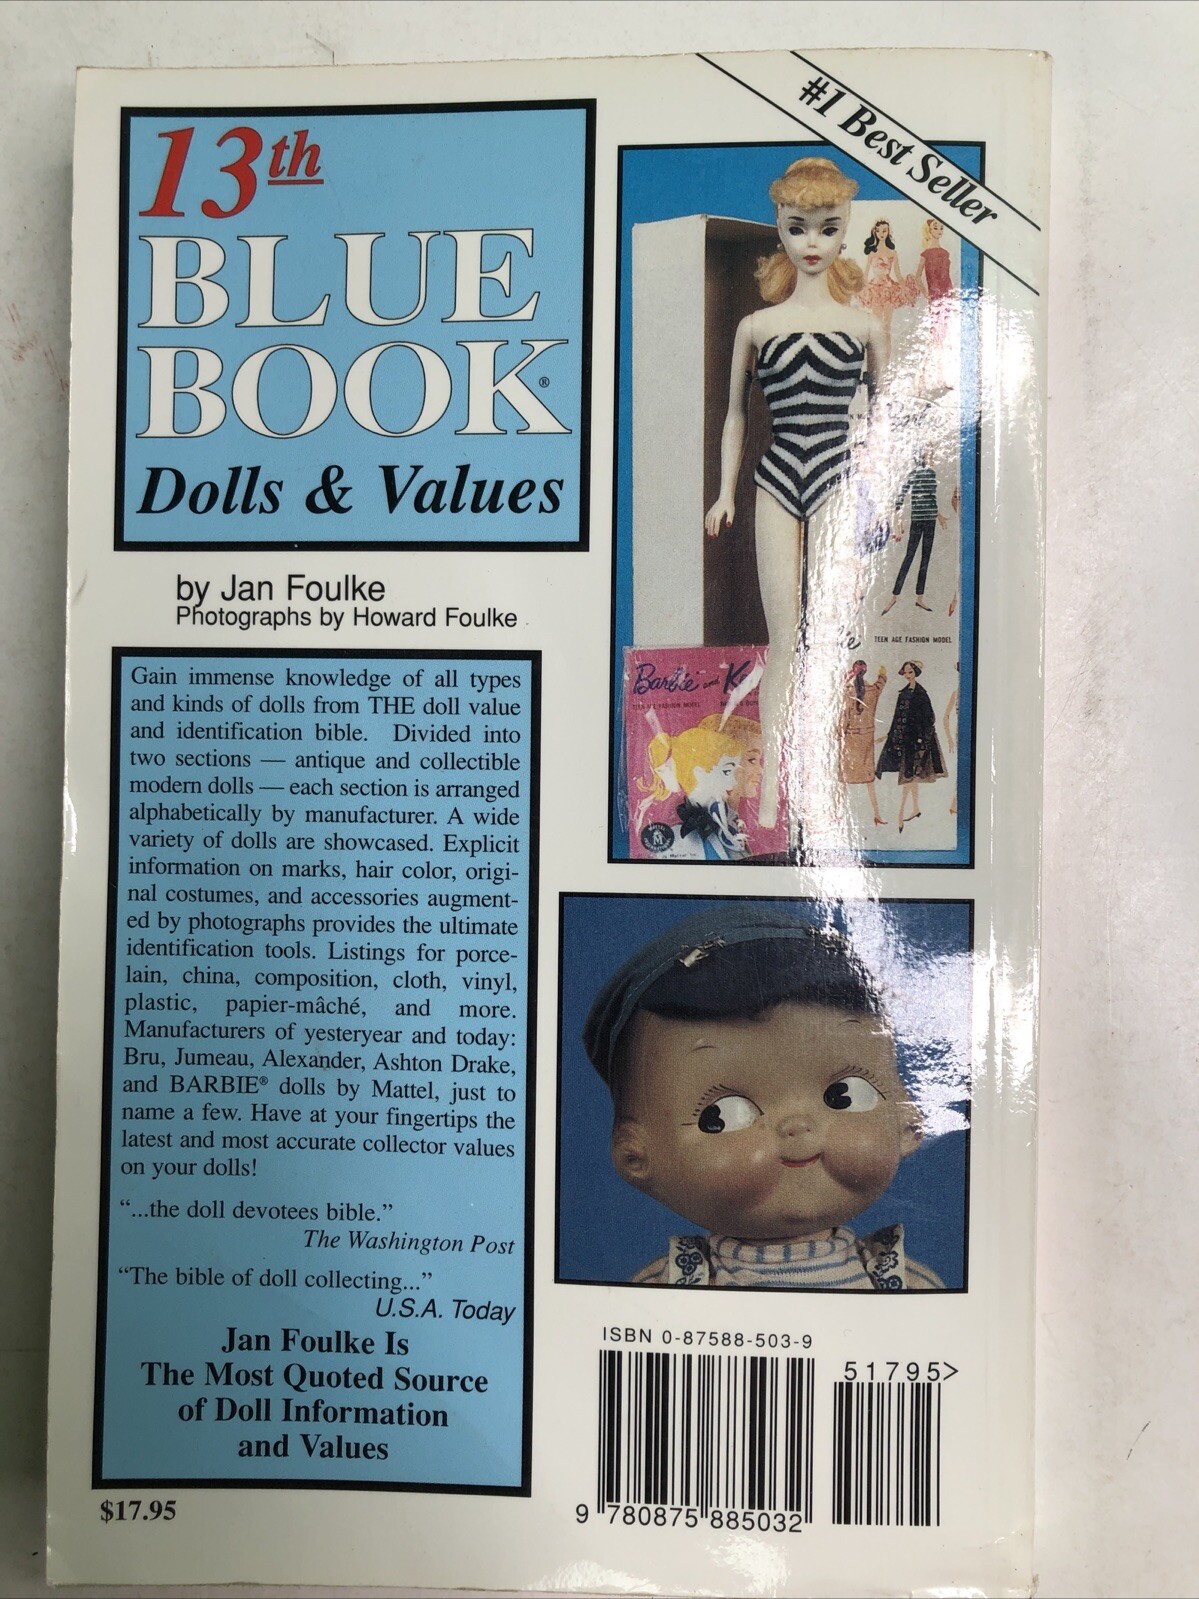 13th
BLUE
BOOK®
Dolls & Values
by Jan Foulke
Photographs by Howard Foulke
Gain immense knowledge of all types
and kinds of dolls from THE doll value
and identification bible. Divided into
two sections — antique and collectible
modern dolls — each section is arranged
alphabetically by manufacturer. A wide
variety of dolls are showcased. Explicit
information on marks, hair color, origi-
nal costumes, and accessories augment-
ed by photographs provides the ultimate
identification tools. Listings for porce-
lain, china, composition, cloth, vinyl,
plastic, papier-mâché, and more.
Manufacturers of yesteryear and today:
Bru, Jumeau, Alexander, Ashton Drake,
and BARBIE® dolls by Mattel, just to
name a few. Have at your fingertips the
latest and most accurate collector values
on your dolls!
“...the doll devotees bible.”
The Washington Post
“The bible of doll collecting...”
U.S.A. Today
Jan Foulke Is
The Most Quoted Source
of Doll Information
and Values
$17.95
#1 Best Seller
Barbie
TEEN AGE FASHION MODEL
Barbie and
TEEN AGE FASHION MODEL
MATTEL
M
ISBN 0-87588-503-9
51795>
9 780875 885032